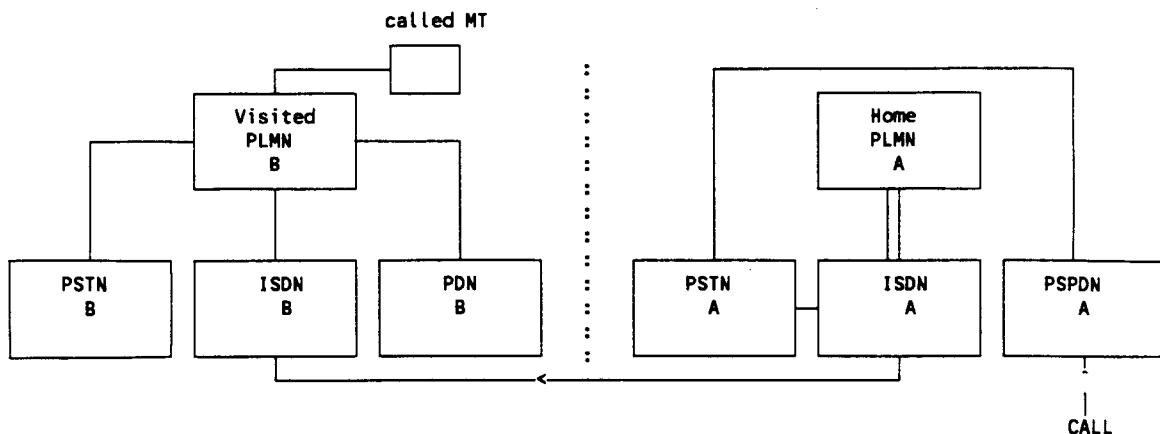 called MT
Visited
PLMN
B
Home
PLMN
A
PSTN
B
ISDN
B
PDN
B
PSTN
A
ISDN
A
PSPDN
A
CALL